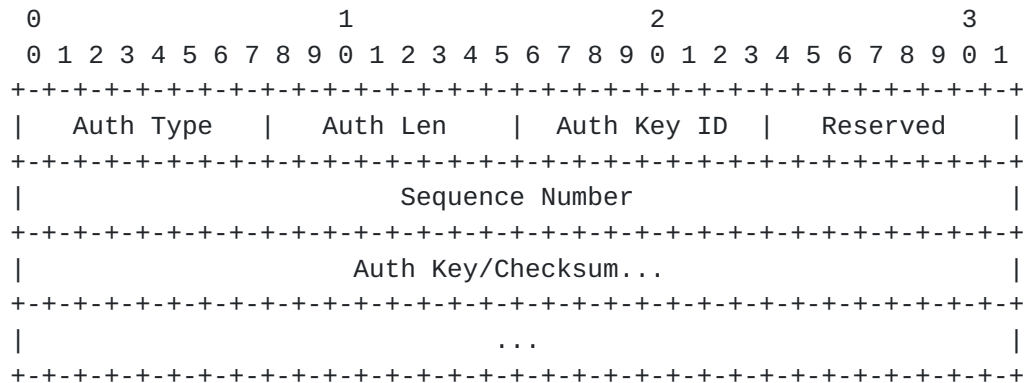 0                   1                   2                   3
 0 1 2 3 4 5 6 7 8 9 0 1 2 3 4 5 6 7 8 9 0 1 2 3 4 5 6 7 8 9 0 1
+-+-+-+-+-+-+-+-+-+-+-+-+-+-+-+-+-+-+-+-+-+-+-+-+-+-+-+-+-+-+-+-+
|   Auth Type   |   Auth Len    |  Auth Key ID  |   Reserved    |
+-+-+-+-+-+-+-+-+-+-+-+-+-+-+-+-+-+-+-+-+-+-+-+-+-+-+-+-+-+-+-+-+
|                        Sequence Number                        |
+-+-+-+-+-+-+-+-+-+-+-+-+-+-+-+-+-+-+-+-+-+-+-+-+-+-+-+-+-+-+-+-+
|                     Auth Key/Checksum...                      |
+-+-+-+-+-+-+-+-+-+-+-+-+-+-+-+-+-+-+-+-+-+-+-+-+-+-+-+-+-+-+-+-+
|                              ...                              |
+-+-+-+-+-+-+-+-+-+-+-+-+-+-+-+-+-+-+-+-+-+-+-+-+-+-+-+-+-+-+-+-+